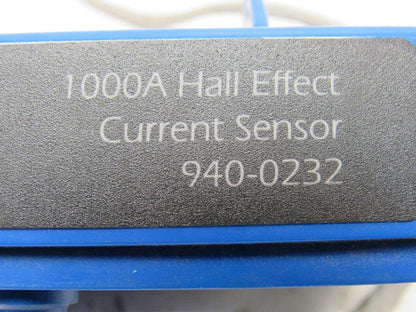 1000A Hall Effect
Current Sensor
940-0232